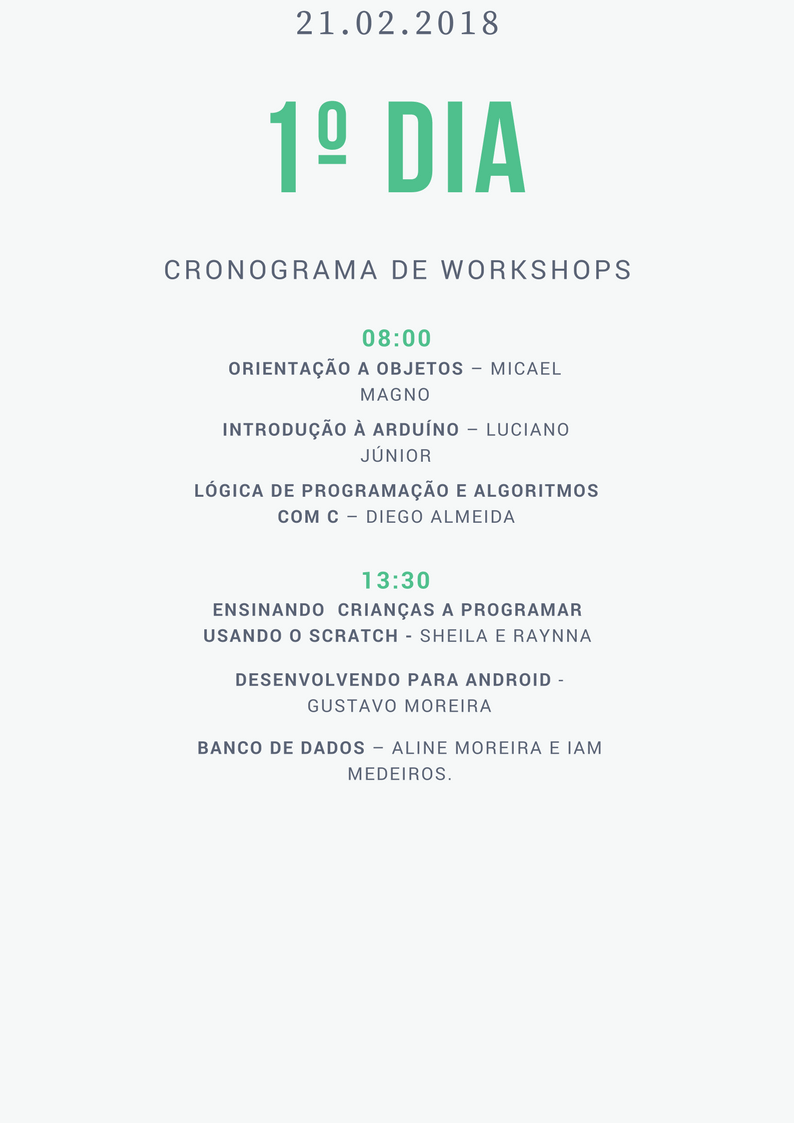 21.02.2018
1º DIA
CRONOGRAMA DE WORKSHOPS
08:00
ORIENTAÇÃO A OBJETOS – MICAEL
MAGNO
INTRODUÇÃO À ARDUÍNO – LUCIANO
JÚNIOR
LÓGICA DE PROGRAMAÇÃO E ALGORITMOS
COM C – DIEGO ALMEIDA
13:30
ENSINANDO  CRIANÇAS A PROGRAMAR
USANDO O SCRATCH - SHEILA E RAYNNA
DESENVOLVENDO PARA ANDROID -
GUSTAVO MOREIRA
BANCO DE DADOS – ALINE MOREIRA E IAM
MEDEIROS.